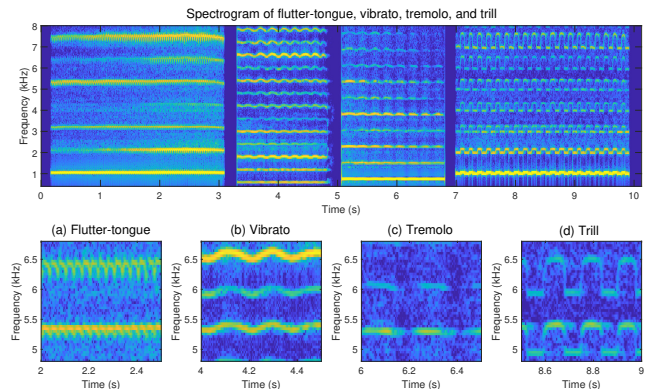 Spectrogram of flutter-tongue, vibrato, tremolo, and trill
Frequency (kHz)
8
7
6
5
4
3
2
1
0 1 2 3 4 5 6 7 8 9 10
Time (s)
(a) Flutter-tongue (b) Vibrato (c) Tremolo (d) Trill
Frequency (kHz) Frequency (kHz) Frequency (kHz) Frequency (kHz)
6.5 6.5 6.5 6.5
6 6 6 6
5.5 5.5 5.5 5.5
5 5 5 5
2 2.2 2.4 4 4.2 4.4 6 6.2 6.4 8.6 8.8 9
Time (s) Time (s) Time (s) Time (s)